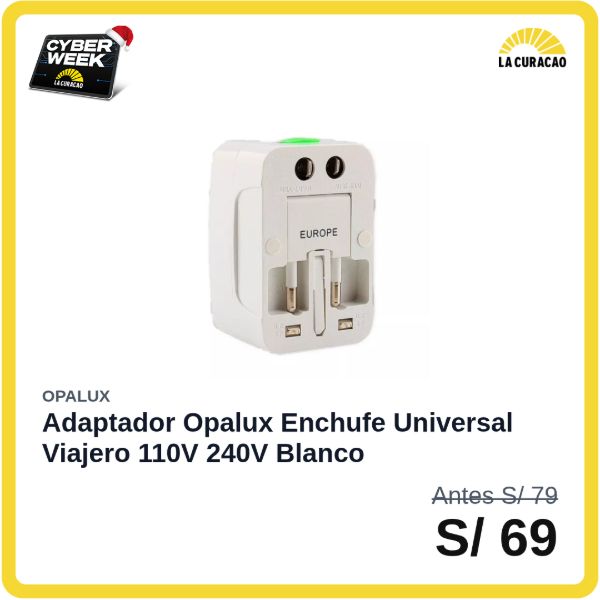 CYBER
WEEK
LA CURACAO
LA CURACAO
EUROPE
OPALUX
Adaptador Opalux Enchufe Universal
Viajero 110V 240V Blanco
Antes S/ 79
S/ 69